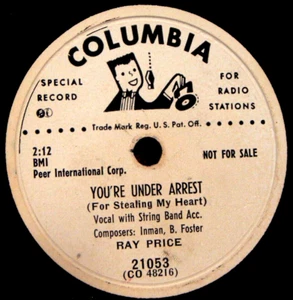 COLUMBIA
SPECIAL RECORD
FOR RADIO STATIONS
Trade Mark Reg. U.S. Pat. Off.
2:12
BMI
NOT FOR SALE
Peer International Corp.
YOU'RE UNDER ARREST
(For Stealing My Heart)
Vocal with String Band Acc.
Composers: Inman, B. Foster
RAY PRICE
21053
(CO 48216)